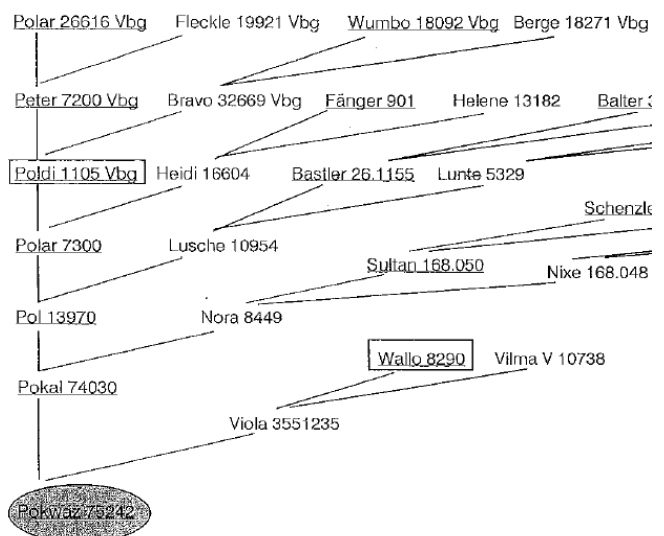 Polar 26616 Vbg Fleckle 19921 Vbg Wumbo 18092 Vbg Berge 18271 Vbg
Peter 7200 Vbg Bravo 32669 Vbg Fänger 901 Helene 13182 Balter
Poldi 1105 Vbg Heidi 16604 Bastler 26.1155 Lunte 5329
Schenzle
Polar 7300 Lusche 10954
Sultan 168.050 Nixe 168.048
Pol 13970 Nora 8449
Wallo 8290 Vilma V 10738
Pokal 74030
Viola 3551235
Pokwaz 75242